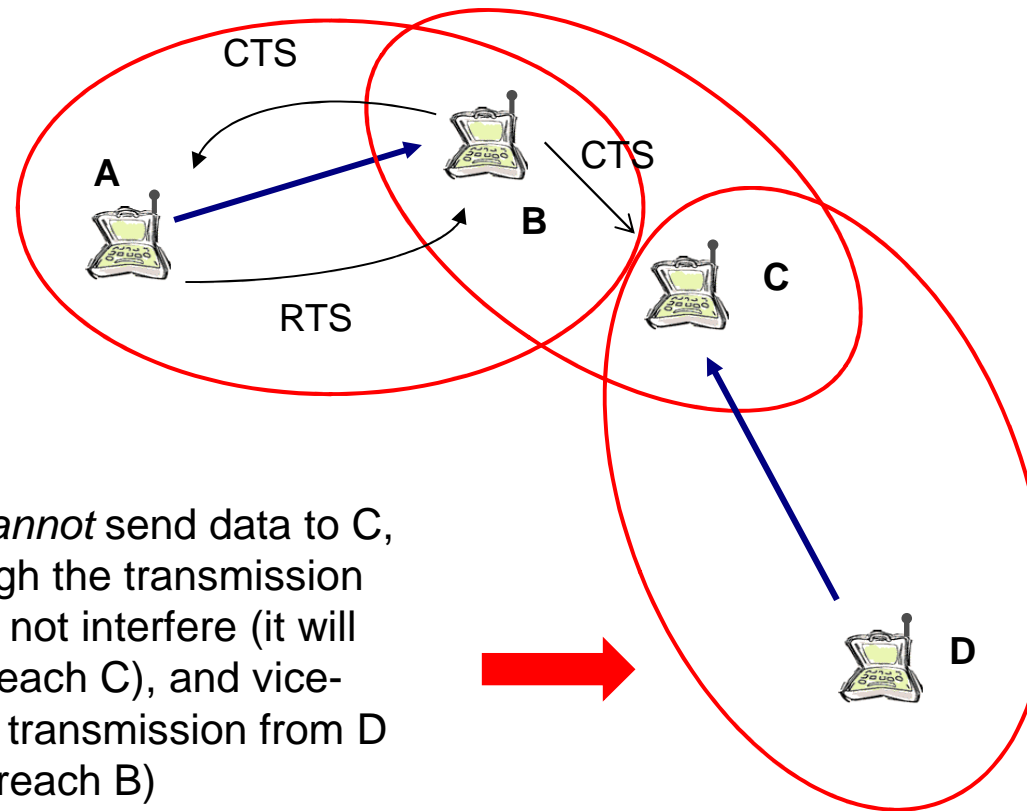 CTS
A
CTS
B
C
RTS
annot send data to C,
gh the transmission
not interfere (it will
each C), and vice-
transmission from D
reach B)
D